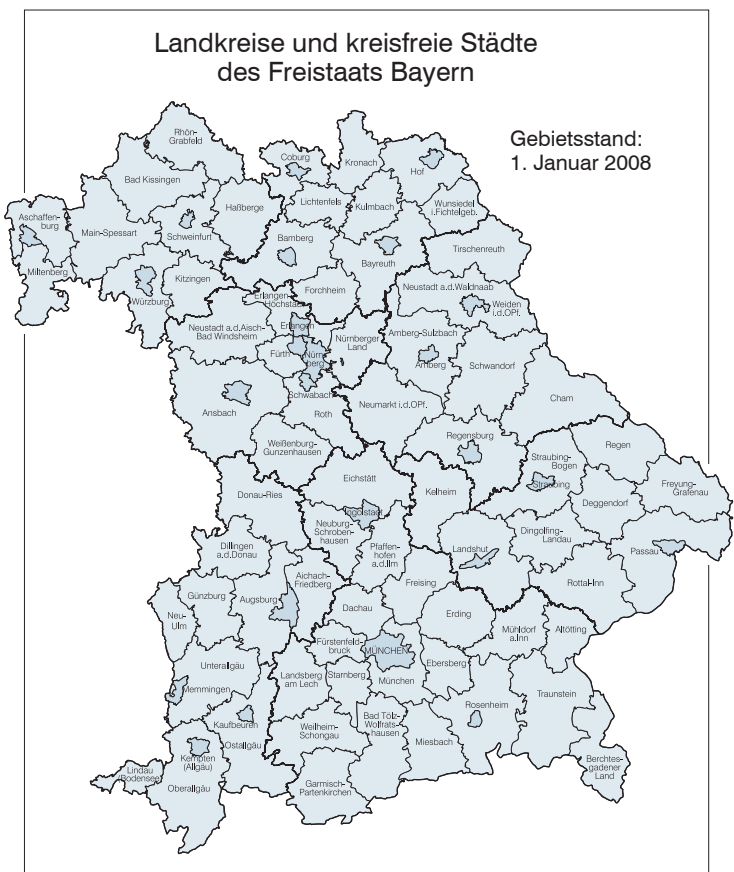 Landkreise und kreisfreie Städte
des Freistaats Bayern
Gebietsstand:
1. Januar 2008
Rhön-
Grabfeld
Coburg
Kronach
Hof
Bad Kissingen
Lichtenfels
Kulmbach
Wunsiedel
i.Fichtelgeb.
Haßberge
Aschaffen-
burg
Main-Spessart
Schweinfurt
Bamberg
Bayreuth
Tirschenreuth
Miltenberg
Würzburg
Kitzingen
Forchheim
Neustadt a.d.Waldnaab
Weiden
i.d.OPf.
Erlangen-
Höchstadt
Erlangen
Neustadt a.d.Aisch-
Bad Windsheim
Nürnberger
Land
Amberg-Sulzbach
Amberg
Fürth
Nürn-
berg
Schwandorf
Schwabach
Ansbach
Roth
Neumarkt i.d.OPf.
Cham
Weißenburg-
Gunzenhausen
Regensburg
Regen
Straubing-
Bogen
Straubing
Freyung-
Grafenau
Deggendorf
Eichstätt
Donau-Ries
Kelheim
Ingolstadt
Neuburg-
Schroben-
hausen
Dingolfing-
Landau
Landshut
Passau
Pfaffen-
hofen
a.d.Ilm
Dillingen
a.d.Donau
Rottal-Inn
Aichach-
Friedberg
Freising
Günzburg
Augsburg
Dachau
Erding
Neu-
Ulm
Mühldorf
a.Inn
Altötting
Fürstenfeld-
bruck
MÜNCHEN
Ebersberg
Unterallgäu
Landsberg
am Lech
Starnberg
München
Memmingen
Traunstein
Rosenheim
Kaufbeuren
Weilheim-
Schongau
Bad Tölz-
Wolfrats-
hausen
Miesbach
Ostallgäu
Kempten
(Allgäu)
Lindau
(Bodensee)
Oberallgäu
Garmisch-
Partenkirchen
Berchtes-
gadener
Land